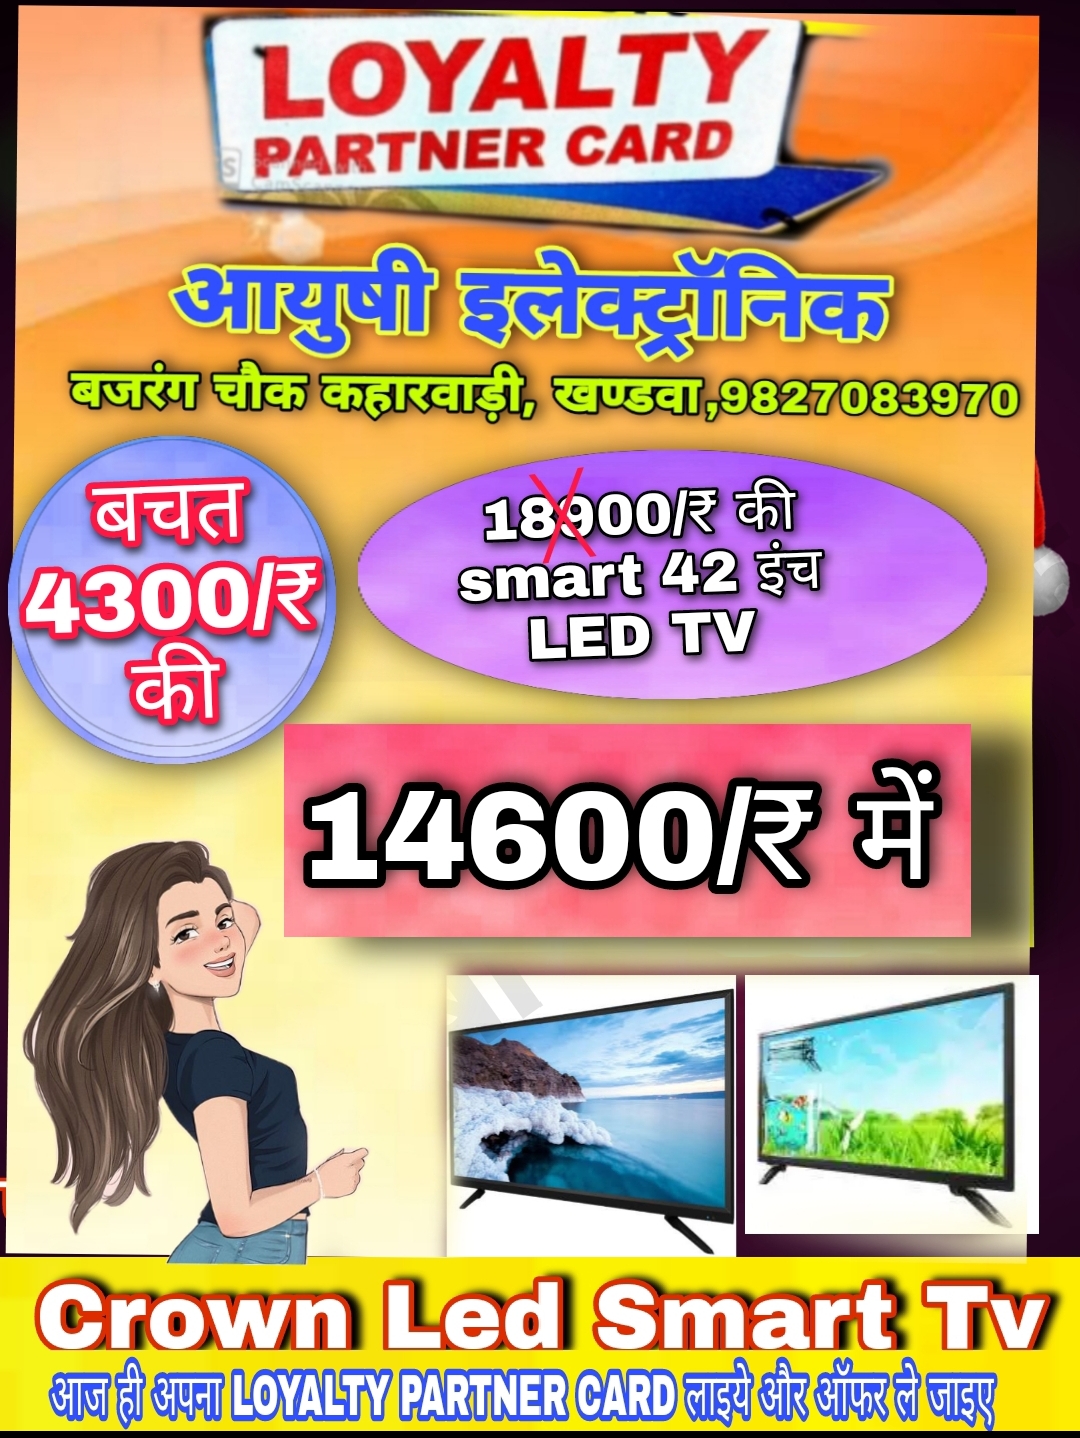 LOYALTY
PARTNER CARD
आयुषी इलेक्ट्रॉनिक
बजरंग चौक कहारवाड़ी, खण्डवा,9827083970
बचत
4300/₹
की
18900/₹ की
smart 42 इंच
LED TV
14600/₹ में
Crown Led Smart Tv
आज ही अपना LOYALTY PARTNER CARD लाइये और ऑफर ले जाइए